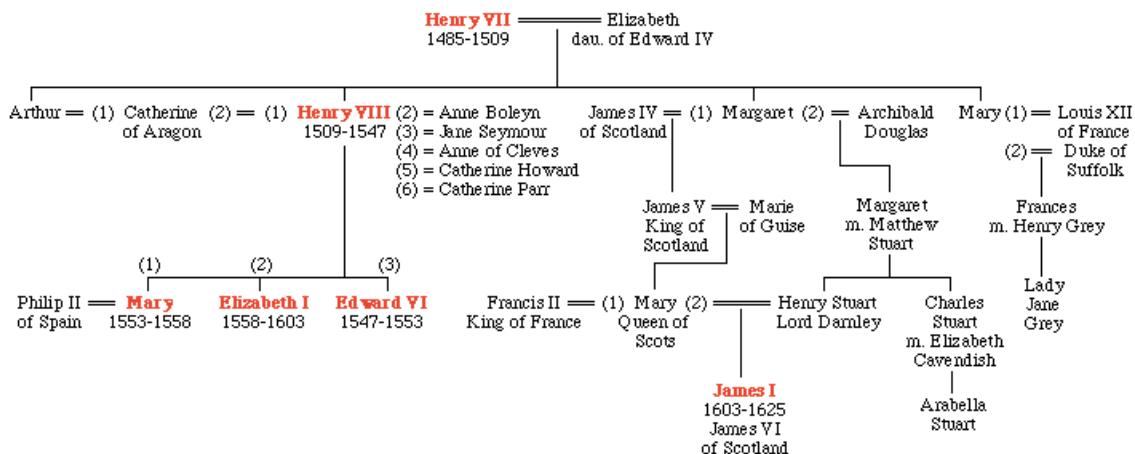 Henry VII ═ Elizabeth
1485-1509 dau. of Edward IV
Arthur = (1) Catherine (2) = (1) Henry VIII (2) = Anne Boleyn
of Aragon 1509-1547 (3) = Jane Seymour
(4) = Anne of Cleves
(5) = Catherine Howard
(6) = Catherine Parr
James IV = (1) Margaret (2) = Archibald
of Scotland Douglas
Mary (1) = Louis XII
of France
(2) = Duke of
Suffolk
James V = Marie
King of of Guise
Scotland
Margaret
m. Matthew
Stuart
Frances
m. Henry Grey
(1) (2) (3)
Philip II = Mary Elizabeth I Edward VI
of Spain 1553-1558 1558-1603 1547-1553
Francis II = (1) Mary (2) = Henry Stuart
King of France Queen of Lord Darnley
Scots
Charles
Stuart
m. Elizabeth
Cavendish
Lady
Jane
Grey
James I
1603-1625
James VI
of Scotland
Arabella
Stuart